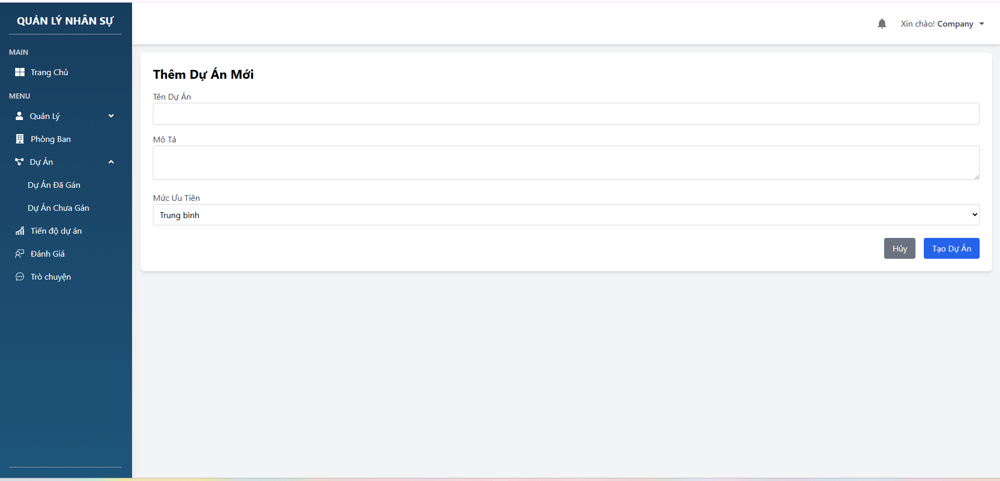 QUẢN LÝ NHÂN SỰ
MAIN
Trang Chủ
MENU
Quản Lý
Phòng Ban
Dự Án
Dự Án Đã Gán
Dự Án Chưa Gán
Tiến độ dự án
Đánh Giá
Trò chuyện
Xin chào! Company
Thêm Dự Án Mới
Tên Dự Án
Mô Tả
Mức Ưu Tiên
Trung bình
Hủy
Tạo Dự Án